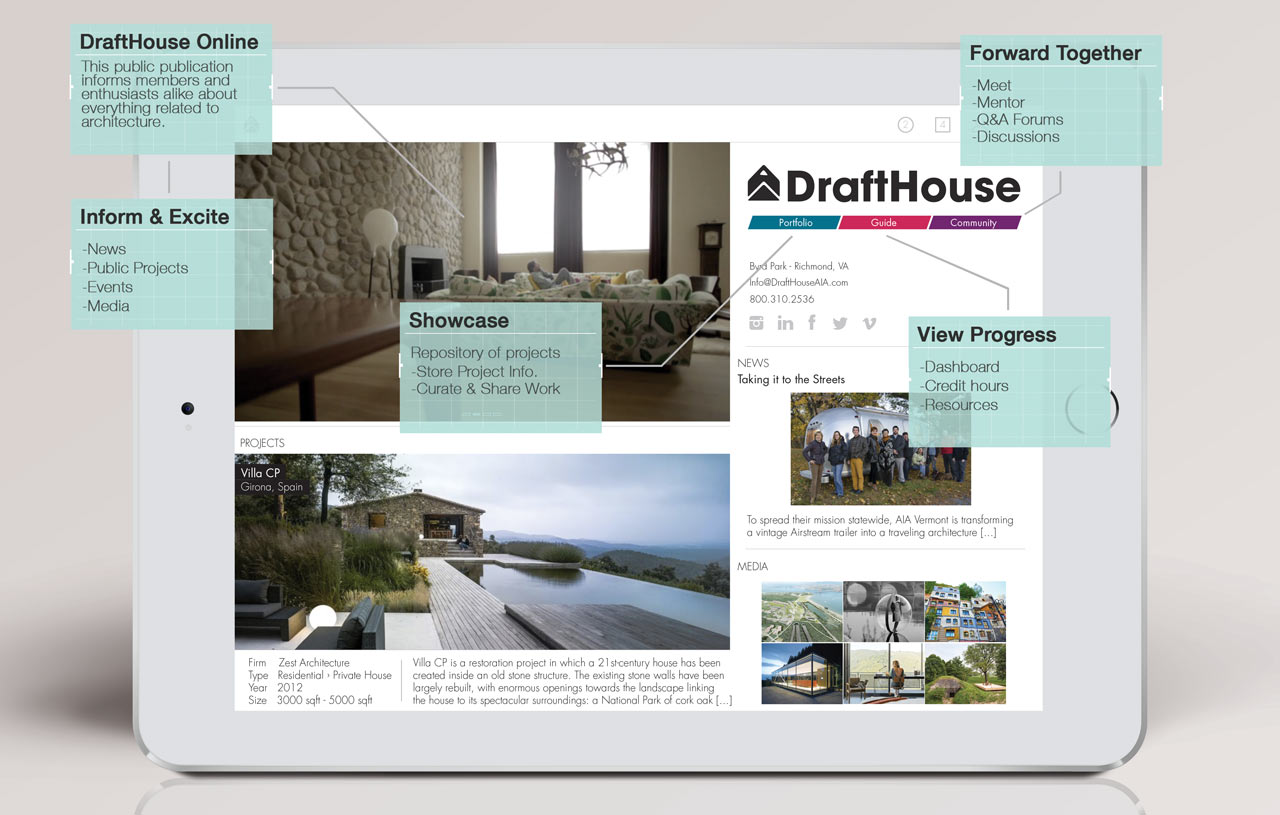 DraftHouse Online
This public publication
informs members and
enthusiasts alike about
everything related to
architecture.
Inform & Excite
-News
-Public Projects
-Events
-Media
Forward Together
-Meet
-Mentor
-Q&A Forums
-Discussions
2
4
DraftHouse
Portfolio
Guide
Community
Byrd Park - Richmond, VA
Info@DraftHouseAIA.com
800.310.2536
Showcase
Repository of projects
-Store Project Info.
-Curate & Share Work
View Progress
-Dashboard
-Credit hours
-Resources
NEWS
Taking it to the Streets
To spread their mission statewide, AIA Vermont is transforming
a vintage Airstream trailer into a traveling architecture [...]
MEDIA
PROJECTS
Villa CP
Girona, Spain
Firm Zest Architecture
Type Residential › Private House
Year 2012
Size 3000 sqft - 5000 sqft
Villa CP is a restoration project in which a 21st-century house has been
created inside an old stone structure. The existing stone walls have been
largely rebuilt, with enormous openings towards the landscape linking
the house to its spectacular surroundings: a National Park of cork oak [...]